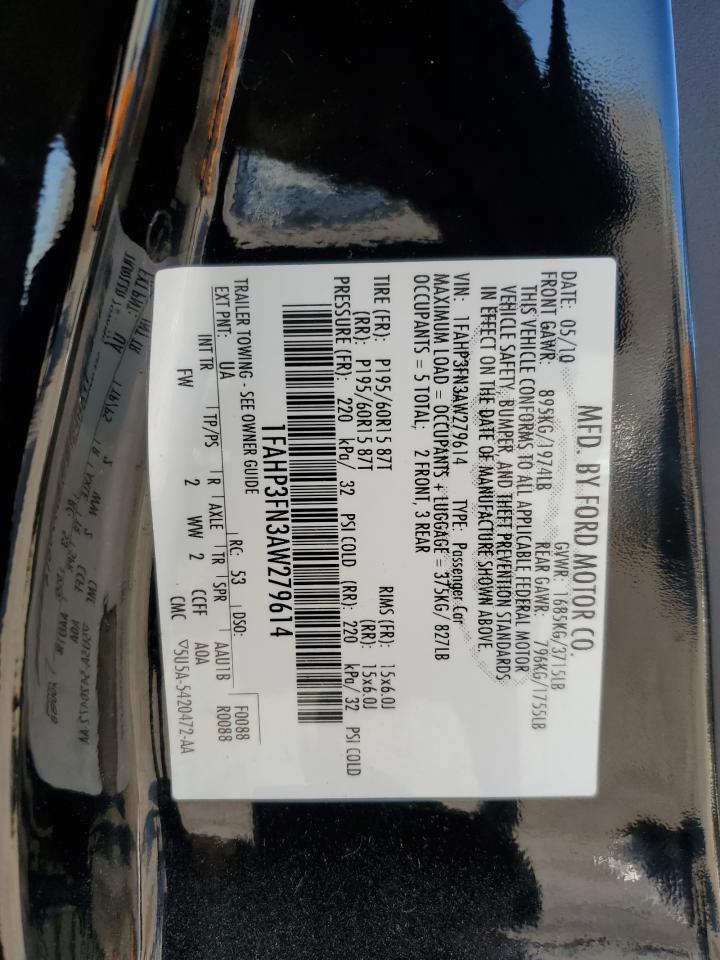 MFD. BY FORD MOTOR CO.
DATE: 05/10 GVWR: 1685KG/3715LB
FRONT GAWR: 895KG/1974LB REAR GAWR: 796KG/1755LB
THIS VEHICLE CONFORMS TO ALL APPLICABLE FEDERAL MOTOR
VEHICLE SAFETY, BUMPER, AND THEFT PREVENTION STANDARDS
IN EFFECT ON THE DATE OF MANUFACTURE SHOWN ABOVE.
VIN: 1FAHP3FN3AW279614 TYPE: Passenger Car
MAXIMUM LOAD = OCCUPANTS + LUGGAGE = 375KG/ 827LB
OCCUPANTS = 5 TOTAL; 2 FRONT, 3 REAR
TIRE (FR): P195/60R15 87T RIMS (FR): 15x6.0J
(RR): P195/60R15 87T (RR): 15x6.0J
PRESSURE (FR): 220 kPa/ 32 PSI COLD (RR): 220 kPa/ 32 PSI COLD
1FAHP3FN3AW279614
TRAILER TOWING - SEE OWNER GUIDE
EXT PNT: UA RC: 53 DSO: F0088
R0088
INT TR TP/PS R AXLE TR SPR AAU1B
FW 2 WW 2 CCFF A0A
CMC 5U5A-5420472-AA